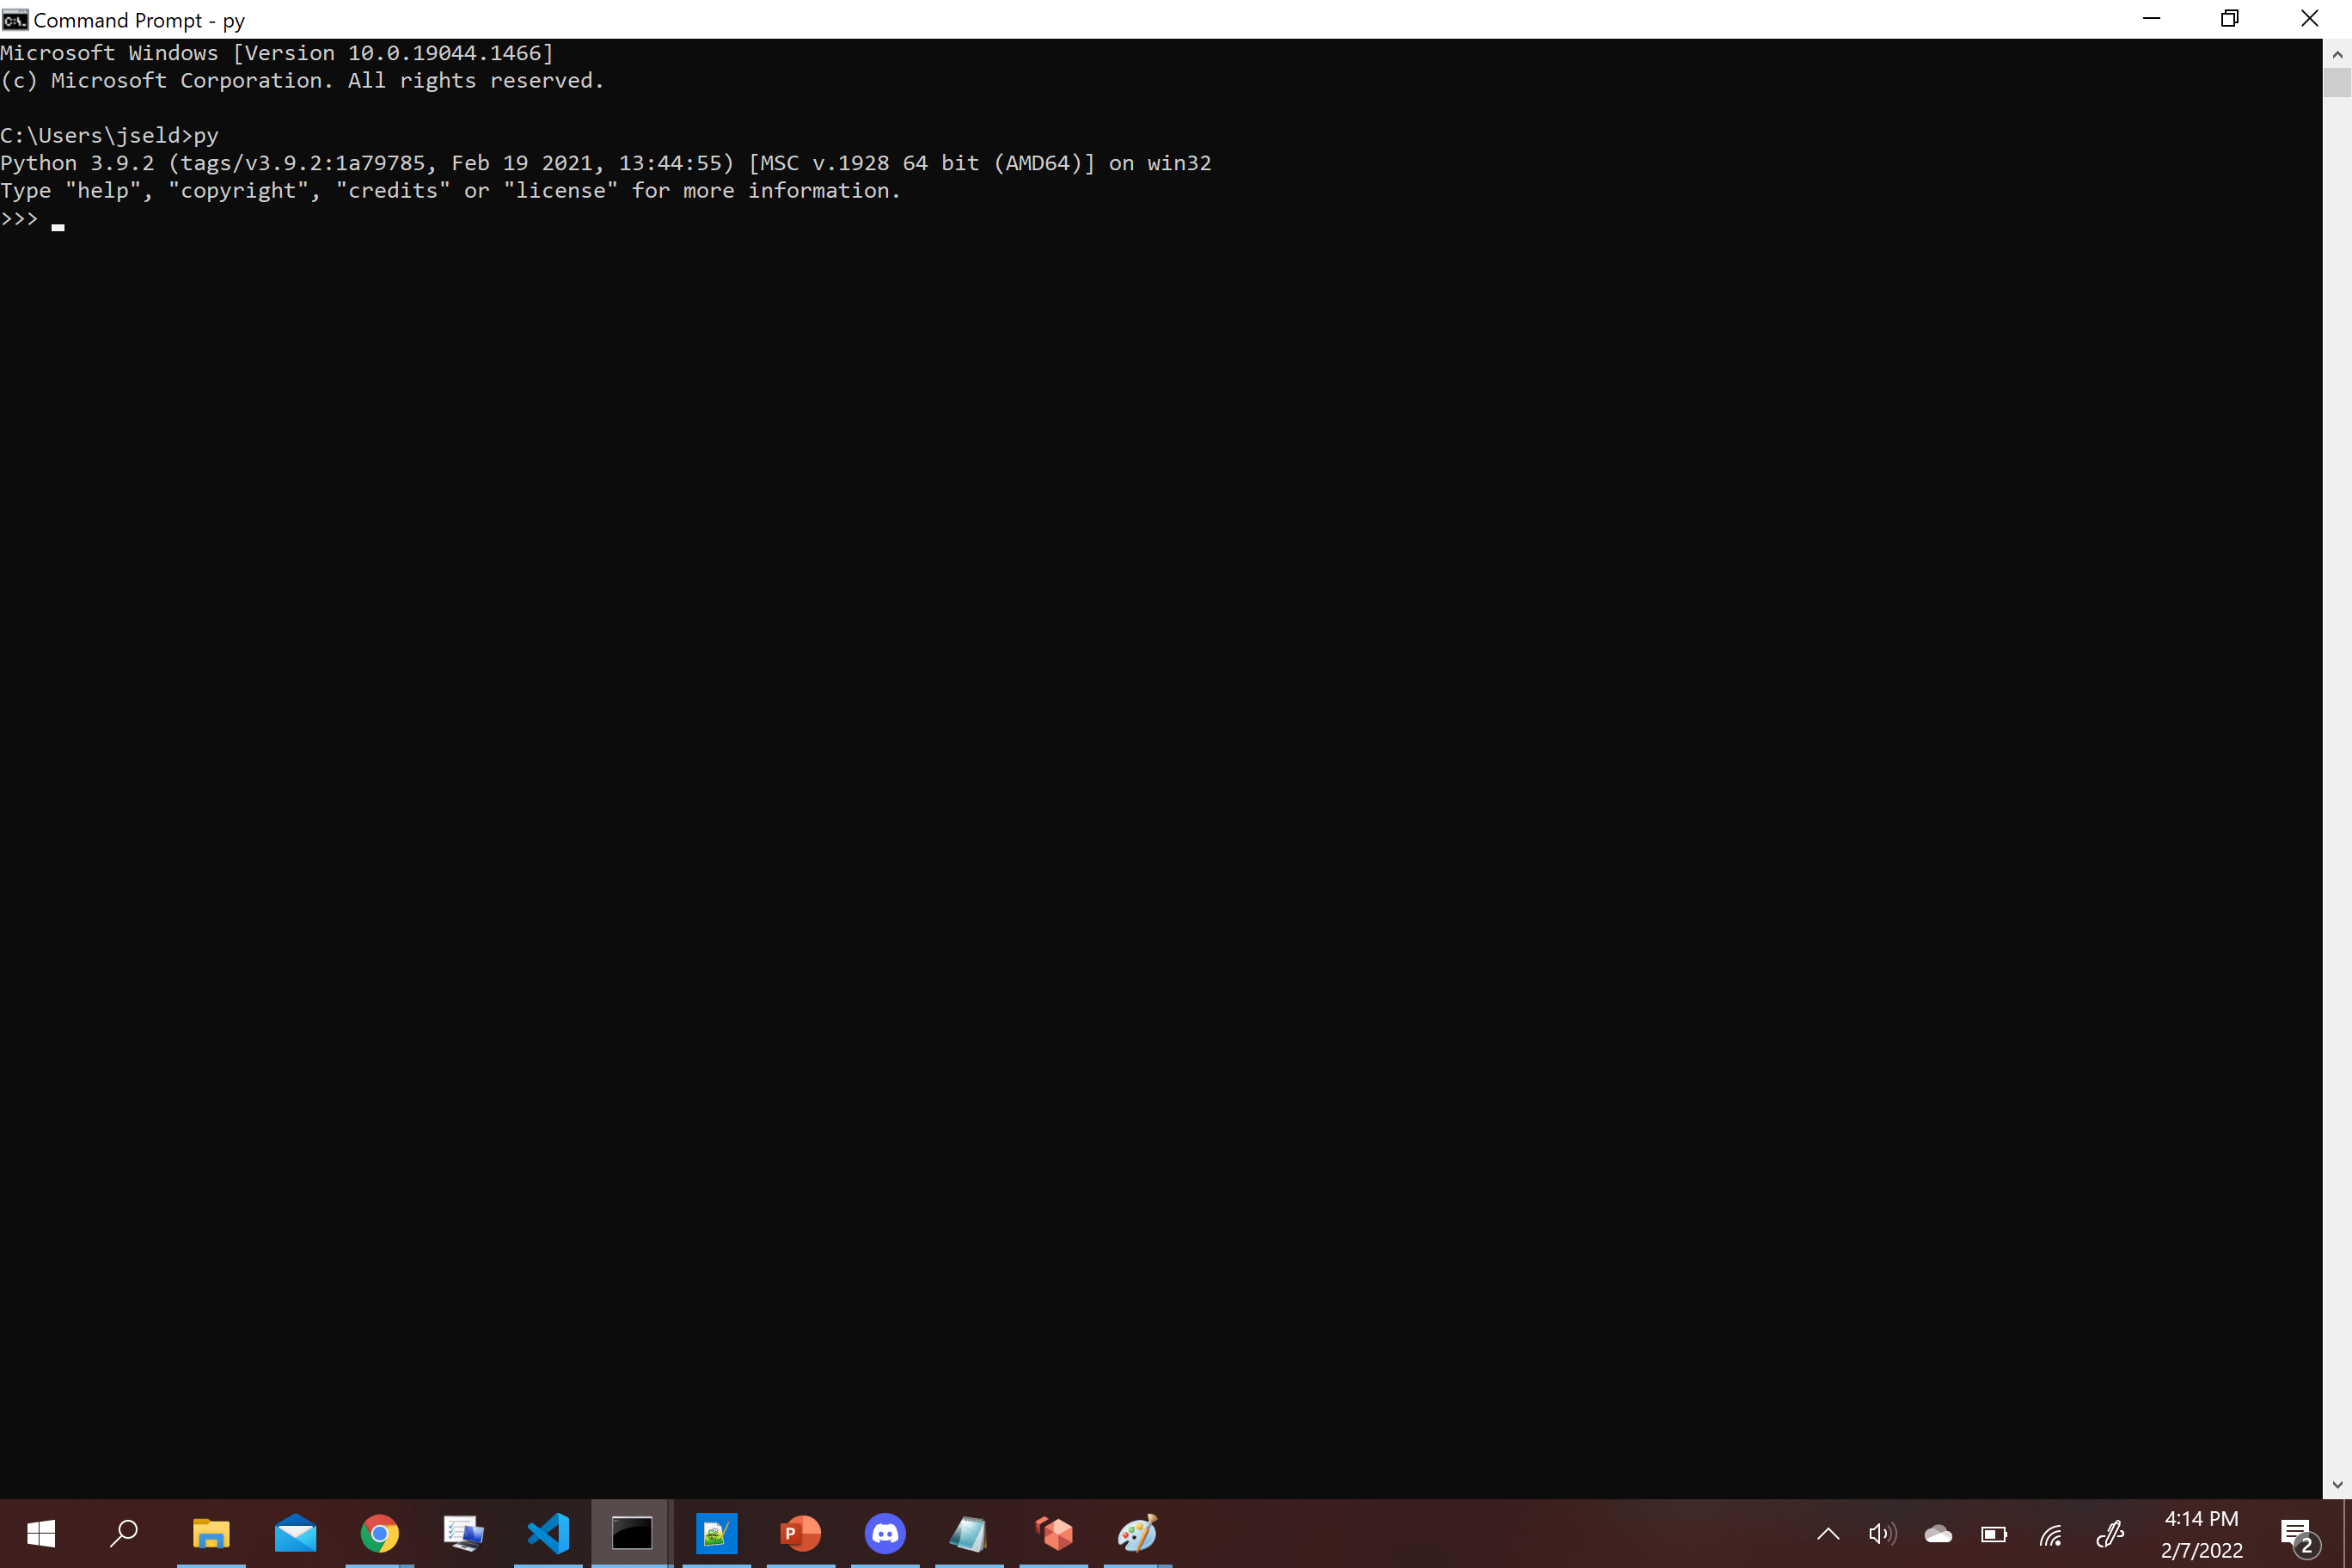 Command Prompt - py
Microsoft Windows [Version 10.0.19044.1466]
(c) Microsoft Corporation. All rights reserved.
C:\Users\jseld>py
Python 3.9.2 (tags/v3.9.2:1a79785, Feb 19 2021, 13:44:55) [MSC v.1928 64 bit (AMD64)] on win32
Type "help", "copyright", "credits" or "license" for more information.
>>>
4:14 PM
2/7/2022
2